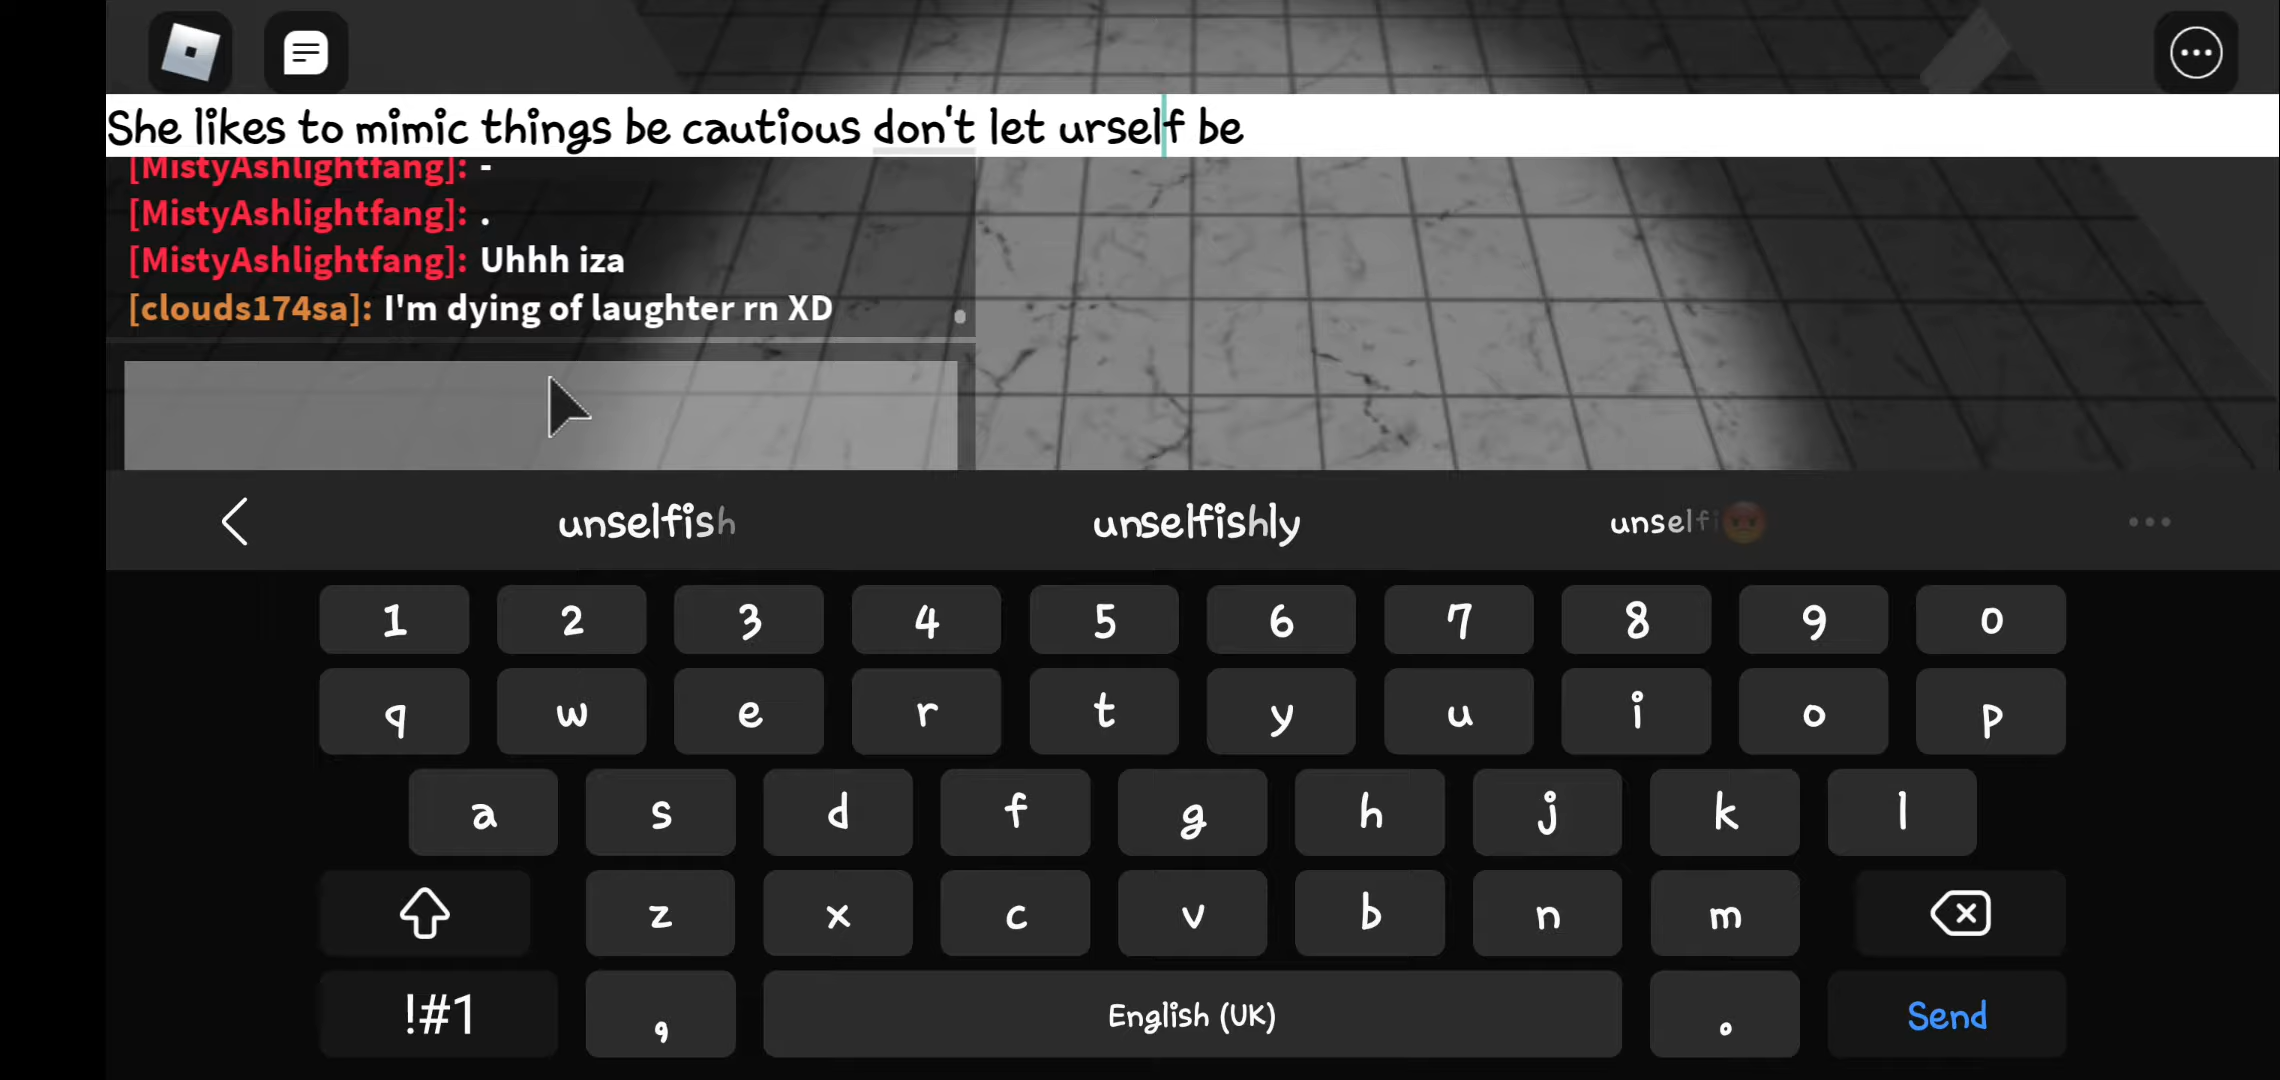 She likes to mimic things be cautious don't let urself be
[MistyAshlightfang]: -
[MistyAshlightfang]: .
[MistyAshlightfang]: Uhhh iza
[clouds174sa]: I'm dying of laughter rn XD
unselfish unselfishly unselfi😡
1 2 3 4 5 6 7 8 9 0
q w e r t y u i o p
a s d f g h j k l
z x c v b n m
!#1 , English (UK) . Send